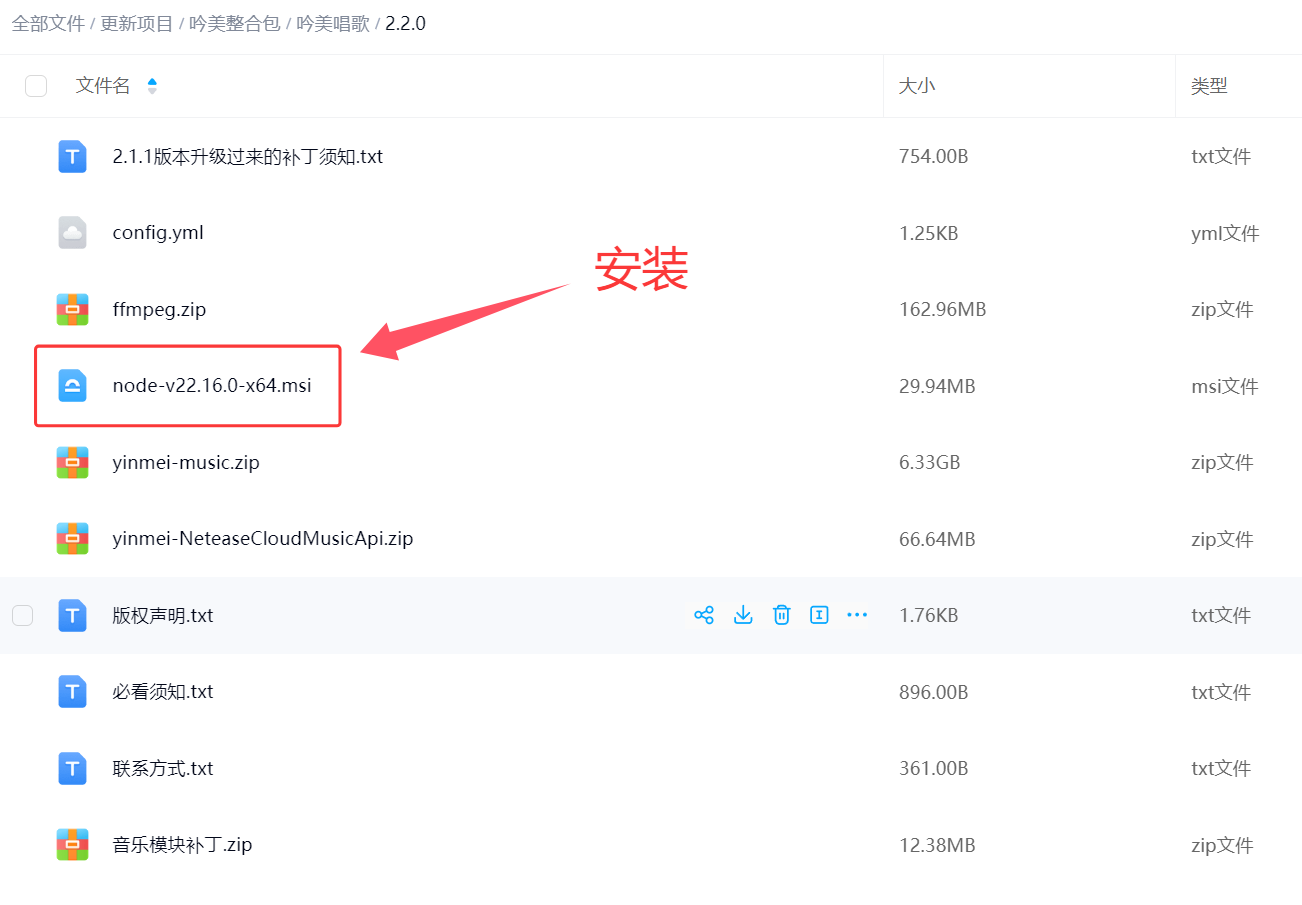 全部文件 / 更新项目 / 吟美整合包 / 吟美唱歌 / 2.2.0
文件名 大小 类型
2.1.1版本升级过来的补丁须知.txt 754.00B txt文件
config.yml 1.25KB yml文件
安装
ffmpeg.zip 162.96MB zip文件
node-v22.16.0-x64.msi 29.94MB msi文件
yinmei-music.zip 6.33GB zip文件
yinmei-NeteaseCloudMusicApi.zip 66.64MB zip文件
版权声明.txt 1.76KB txt文件
必看须知.txt 896.00B txt文件
联系方式.txt 361.00B txt文件
音乐模块补丁.zip 12.38MB zip文件